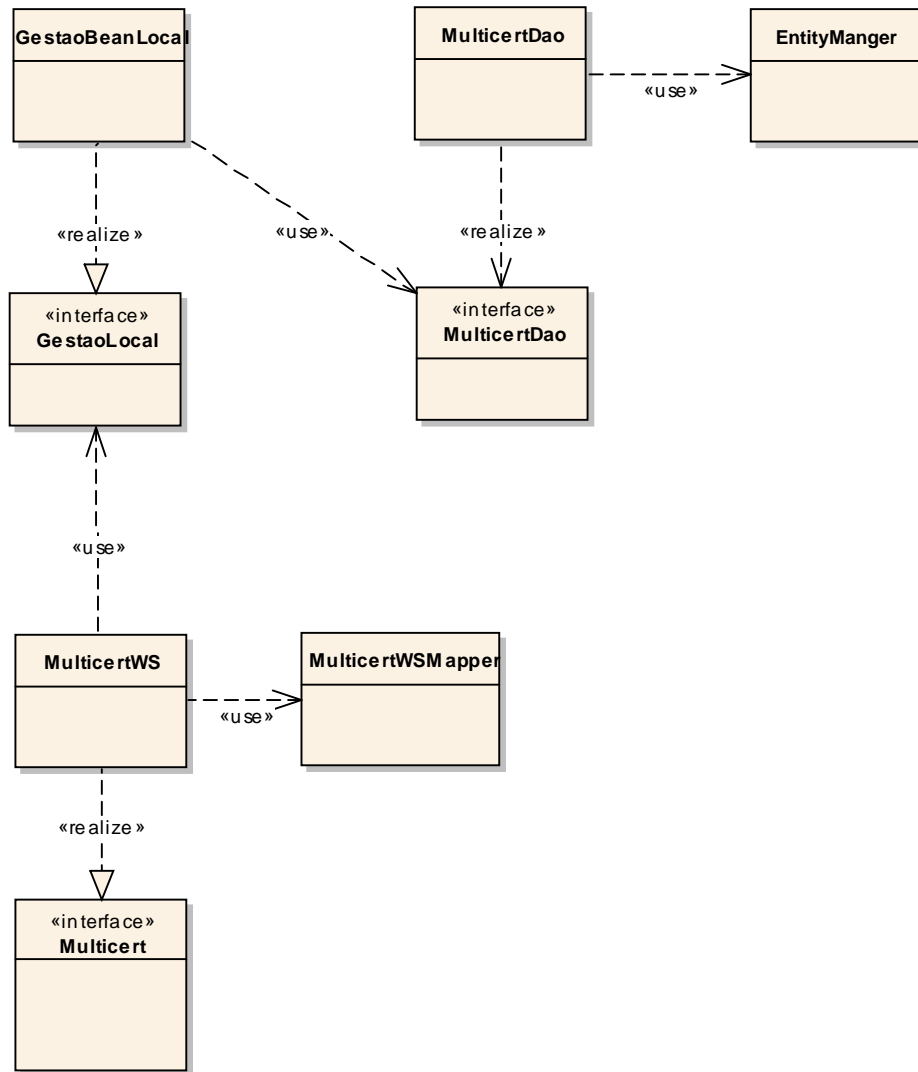 GestaoBeanLocal
MulticertDao
EntityManger
«use»
«realize»
«use»
«realize»
«interface»
GestaoLocal
«interface»
MulticertDao
«use»
MulticertWS
MulticertWSMapper
«use»
«realize»
«interface»
Multicert